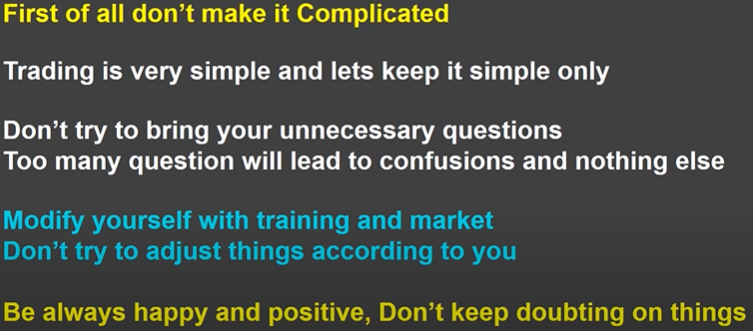 First of all don't make it Complicated
Trading is very simple and lets keep it simple only
Don't try to bring your unnecessary questions
Too many question will lead to confusions and nothing else
Modify yourself with training and market
Don't try to adjust things according to you
Be always happy and positive, Don't keep doubting on things